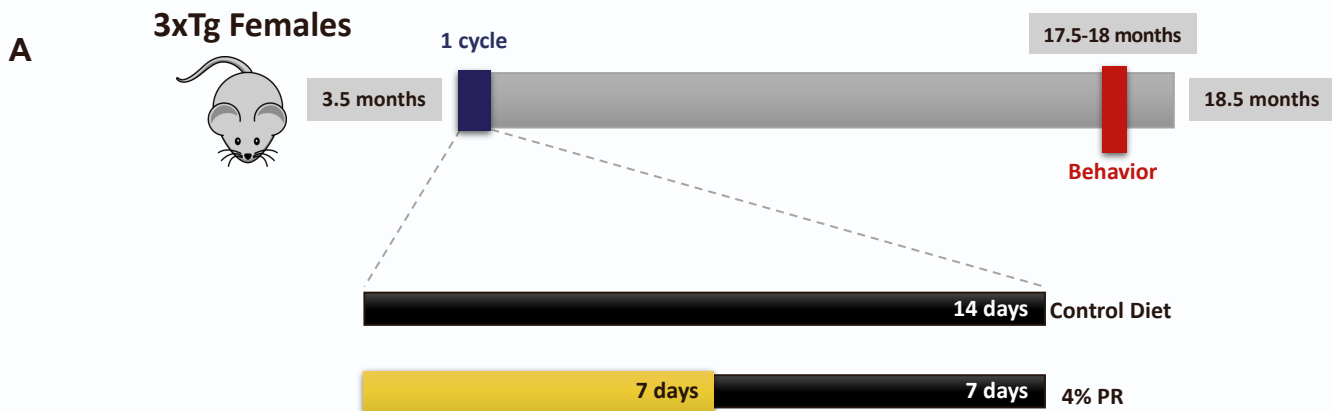 A
3xTg Females
1 cycle
17.5-18 months
3.5 months
18.5 months
Behavior
14 days
Control Diet
7 days
7 days
4% PR